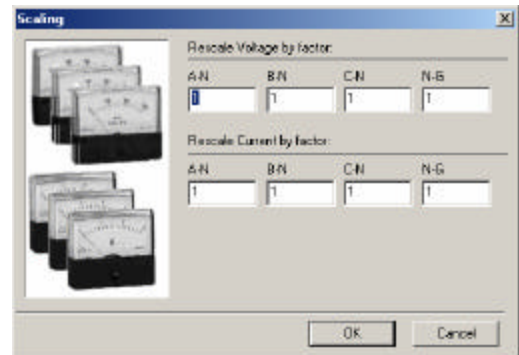 Scaling
Rescale Voltage by factor:
A-N B-N C-N N-G
1 1 1 1
Rescale Current by factor:
A-N B-N C-N N-G
1 1 1 1
OK Cancel